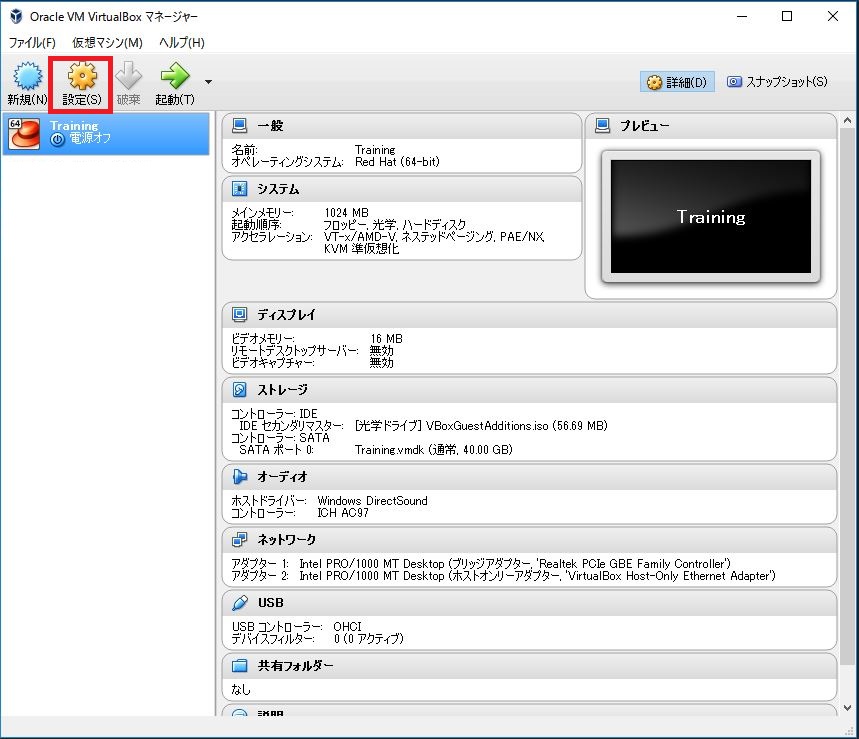 Oracle VM VirtualBox マネージャー
ファイル(F) 仮想マシン(M) ヘルプ(H)
新規(N) 設定(S) 破棄 起動(T) 詳細(D) スナップショット(S)
64
Training
電源オフ
一般
名前: Training
オペレーティングシステム: Red Hat (64-bit)
プレビュー
Training
システム
メインメモリー: 1024 MB
起動順序: フロッピー, 光学, ハードディスク
アクセラレーション: VT-x/AMD-V, ネステッドページング, PAE/NX,
KVM 準仮想化
ディスプレイ
ビデオメモリー: 16 MB
リモートデスクトップサーバー: 無効
ビデオキャプチャー: 無効
ストレージ
コントローラー: IDE
IDE セカンダリマスター: [光学ドライブ] VBoxGuestAdditions.iso (56.69 MB)
コントローラー: SATA
SATA ポート 0: Training.vmdk (通常, 40.00 GB)
オーディオ
ホストドライバー: Windows DirectSound
コントローラー: ICH AC97
ネットワーク
アダプター 1: Intel PRO/1000 MT Desktop (ブリッジアダプター, 'Realtek PCIe GBE Family Controller')
アダプター 2: Intel PRO/1000 MT Desktop (ホストオンリーアダプター, 'VirtualBox Host-Only Ethernet Adapter')
USB
USB コントローラー: OHCI
デバイスフィルター: 0 (0 アクティブ)
共有フォルダー
なし